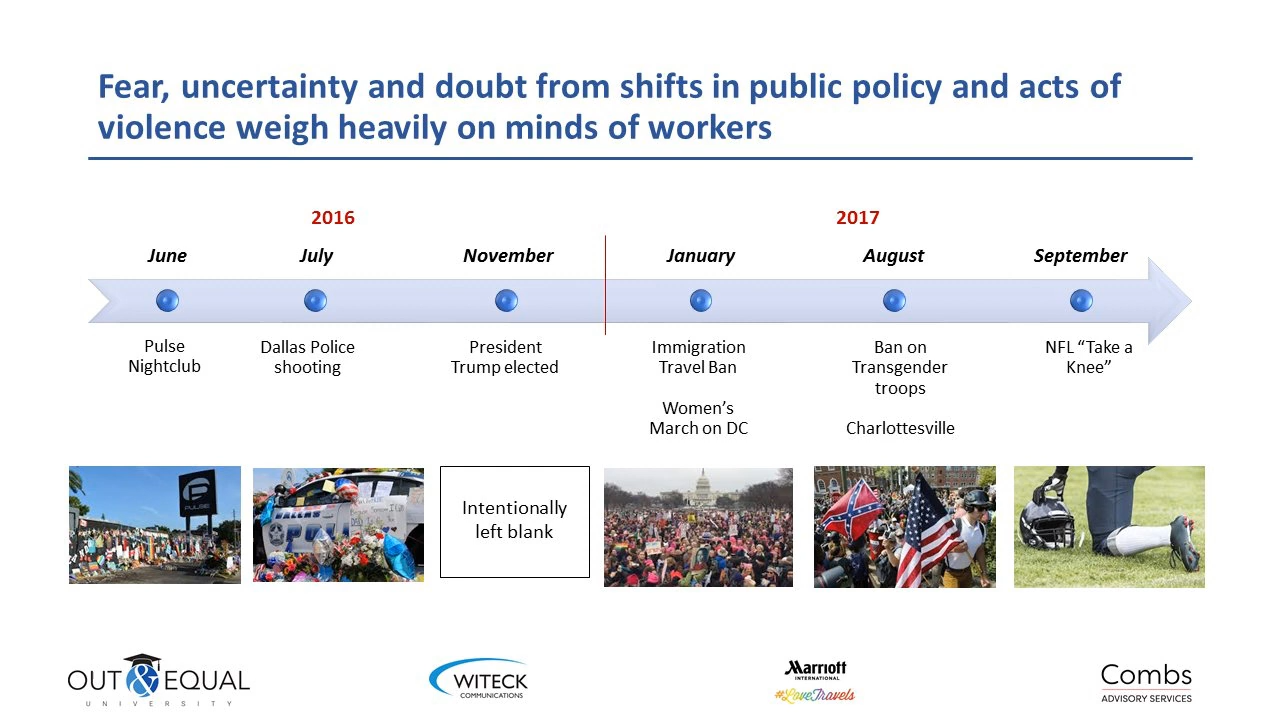 Fear, uncertainty and doubt from shifts in public policy and acts of
violence weigh heavily on minds of workers
2016
2017
June
July
November
January
August
September
Pulse
Nightclub
Dallas Police
shooting
President
Trump elected
Immigration
Travel Ban
Women’s
March on DC
Ban on
Transgender
troops
Charlottesville
NFL “Take a
Knee”
PULSE
DALLAS
Intentionally
left blank
OUT & EQUAL
UNIVERSITY
WITECK
COMMUNICATIONS
Marriott
INTERNATIONAL
#LoveTravels
Combs
ADVISORY SERVICES